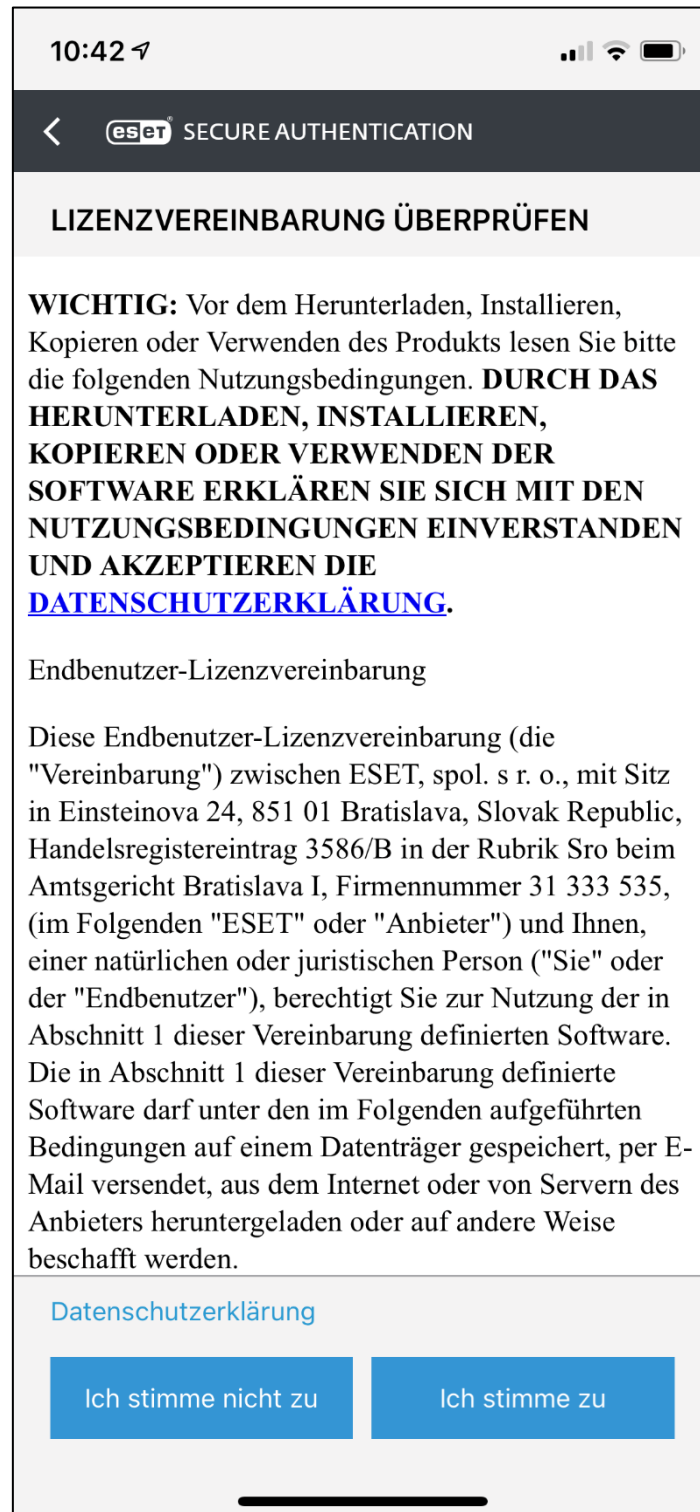 10:42
eset® SECURE AUTHENTICATION
LIZENZVEREINBARUNG ÜBERPRÜFEN
WICHTIG: Vor dem Herunterladen, Installieren,
Kopieren oder Verwenden des Produkts lesen Sie bitte
die folgenden Nutzungsbedingungen. DURCH DAS
HERUNTERLADEN, INSTALLIEREN,
KOPIEREN ODER VERWENDEN DER
SOFTWARE ERKLÄREN SIE SICH MIT DEN
NUTZUNGSBEDINGUNGEN EINVERSTANDEN
UND AKZEPTIEREN DIE
DATENSCHUTZERKLÄRUNG.
Endbenutzer-Lizenzvereinbarung
Diese Endbenutzer-Lizenzvereinbarung (die
"Vereinbarung") zwischen ESET, spol. s r. o., mit Sitz
in Einsteinova 24, 851 01 Bratislava, Slovak Republic,
Handelsregistereintrag 3586/B in der Rubrik Sro beim
Amtsgericht Bratislava I, Firmennummer 31 333 535,
(im Folgenden "ESET" oder "Anbieter") und Ihnen,
einer natürlichen oder juristischen Person ("Sie" oder
der "Endbenutzer"), berechtigt Sie zur Nutzung der in
Abschnitt 1 dieser Vereinbarung definierten Software.
Die in Abschnitt 1 dieser Vereinbarung definierte
Software darf unter den im Folgenden aufgeführten
Bedingungen auf einem Datenträger gespeichert, per E-
Mail versendet, aus dem Internet oder von Servern des
Anbieters heruntergeladen oder auf andere Weise
beschafft werden.
Datenschutzerklärung
Ich stimme nicht zu
Ich stimme zu